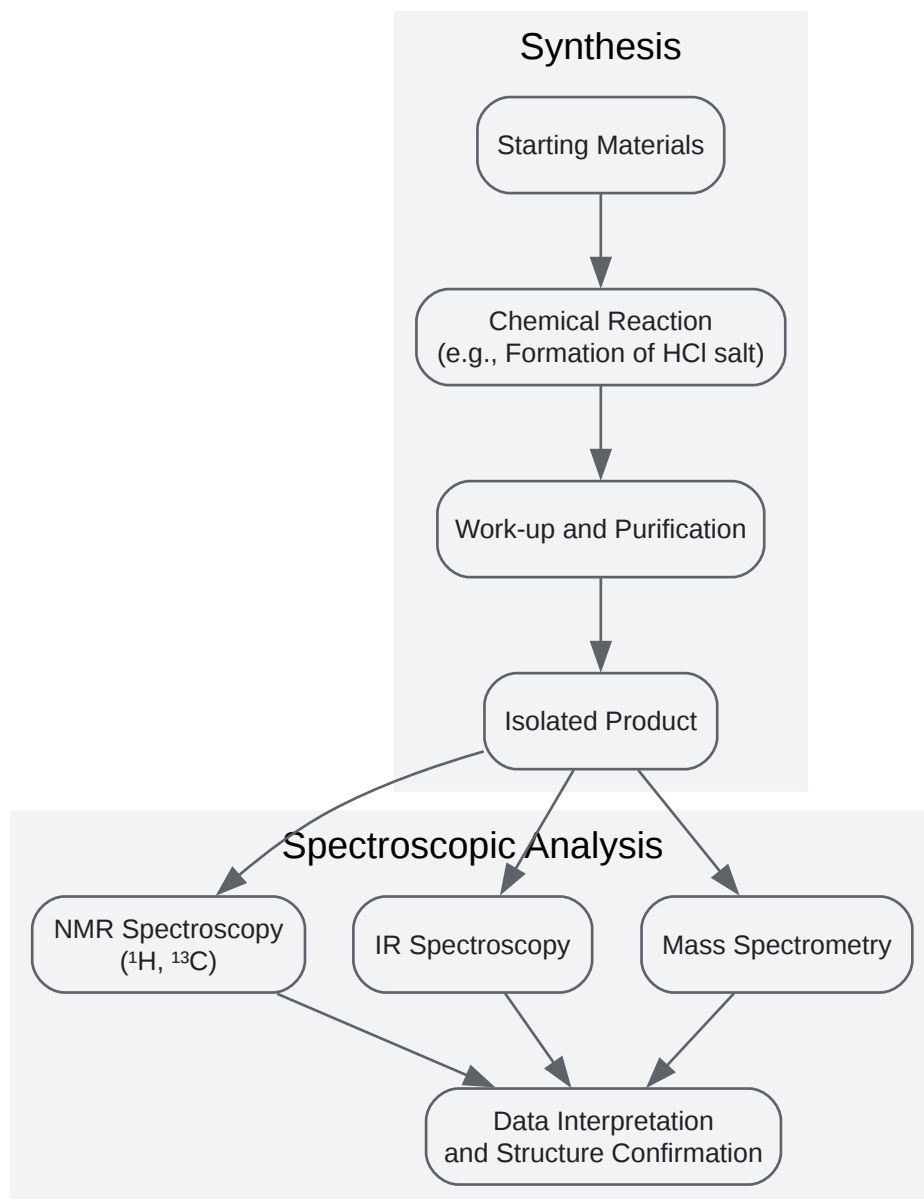 Synthesis
Starting Materials
Chemical Reaction
(e.g., Formation of HCl salt)
Work-up and Purification
Isolated Product
Spectroscopic Analysis
NMR Spectroscopy
(¹H, ¹³C)
IR Spectroscopy
Mass Spectrometry
Data Interpretation
and Structure Confirmation